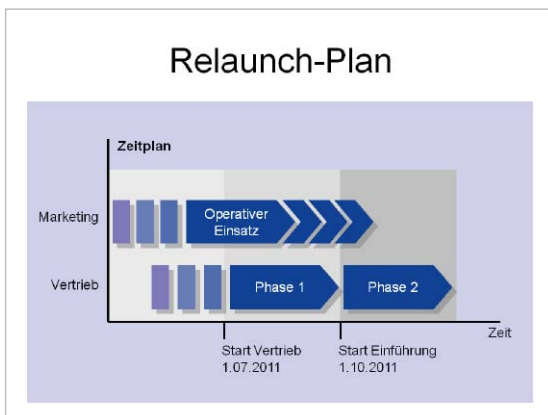 Relaunch-Plan
Zeitplan
Marketing
Operativer
Einsatz
Vertrieb
Phase 1
Phase 2
Zeit
Start Vertrieb
1.07.2011
Start Einführung
1.10.2011